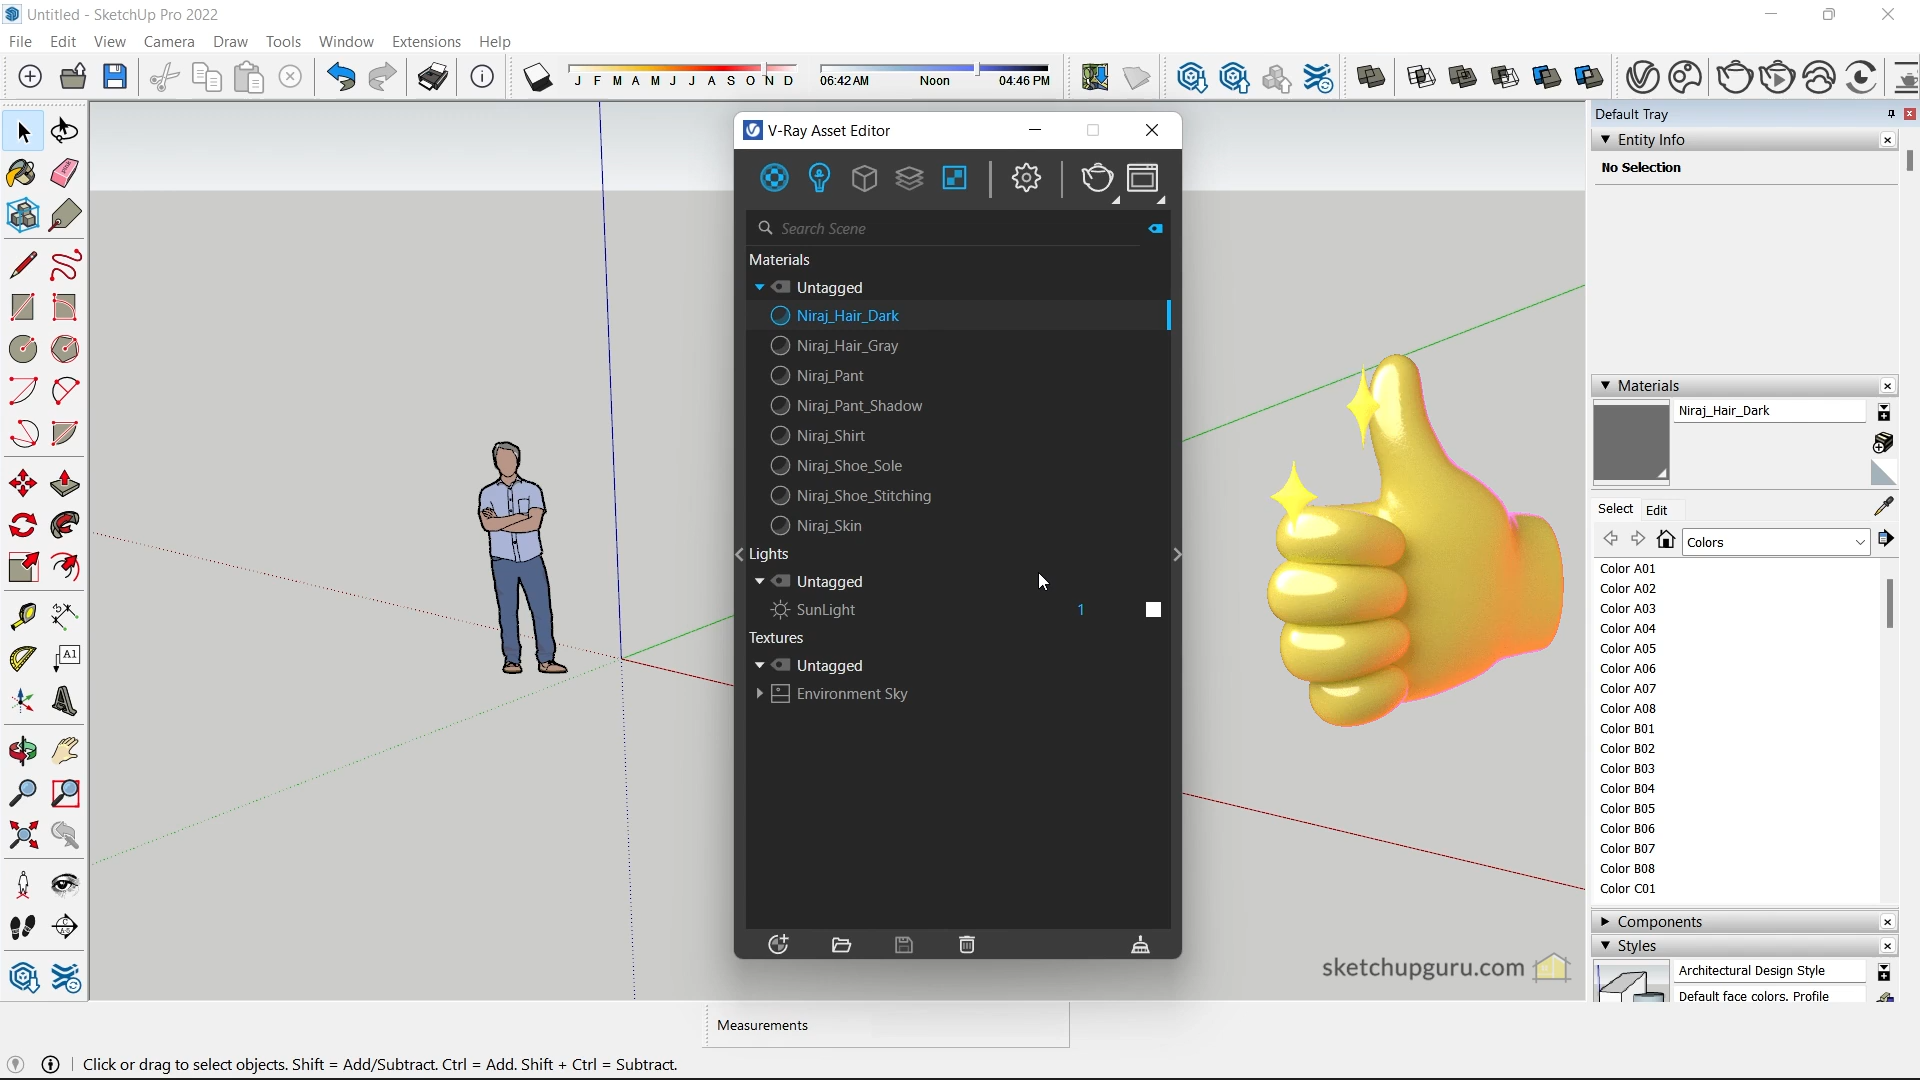 Untitled - SketchUp Pro 2022
File Edit View Camera Draw Tools Window Extensions Help
J F M A M J J A S O N D
06:42AM Noon 04:46 PM
Default Tray
Entity Info
No Selection
V-Ray Asset Editor
Search Scene
Materials
Untagged
Niraj_Hair_Dark
Niraj_Hair_Gray
Niraj_Pant
Niraj_Pant_Shadow
Niraj_Shirt
Niraj_Shoe_Sole
Niraj_Shoe_Stitching
Niraj_Skin
Lights
Untagged
SunLight 1
Textures
Untagged
Environment Sky
Materials
Niraj_Hair_Dark
Select Edit
Colors
Color A01
Color A02
Color A03
Color A04
Color A05
Color A06
Color A07
Color A08
Color B01
Color B02
Color B03
Color B04
Color B05
Color B06
Color B07
Color B08
Color C01
Components
Styles
Architectural Design Style
Default face colors. Profile
A1
sketchupguru.com
Measurements
Click or drag to select objects. Shift = Add/Subtract. Ctrl = Add. Shift + Ctrl = Subtract.